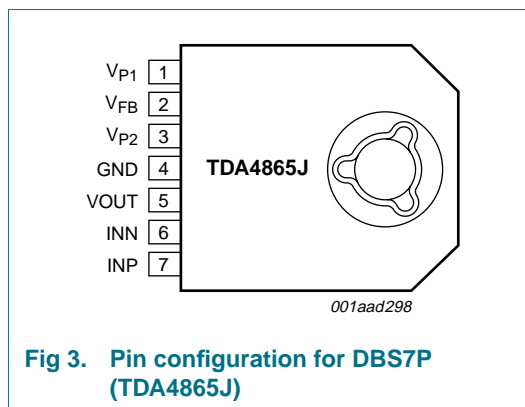 VP1 1
VFB 2
VP2 3
GND 4
VOUT 5
INN 6
INP 7
TDA4865J
001aad298
Fig 3. Pin configuration for DBS7P
(TDA4865J)